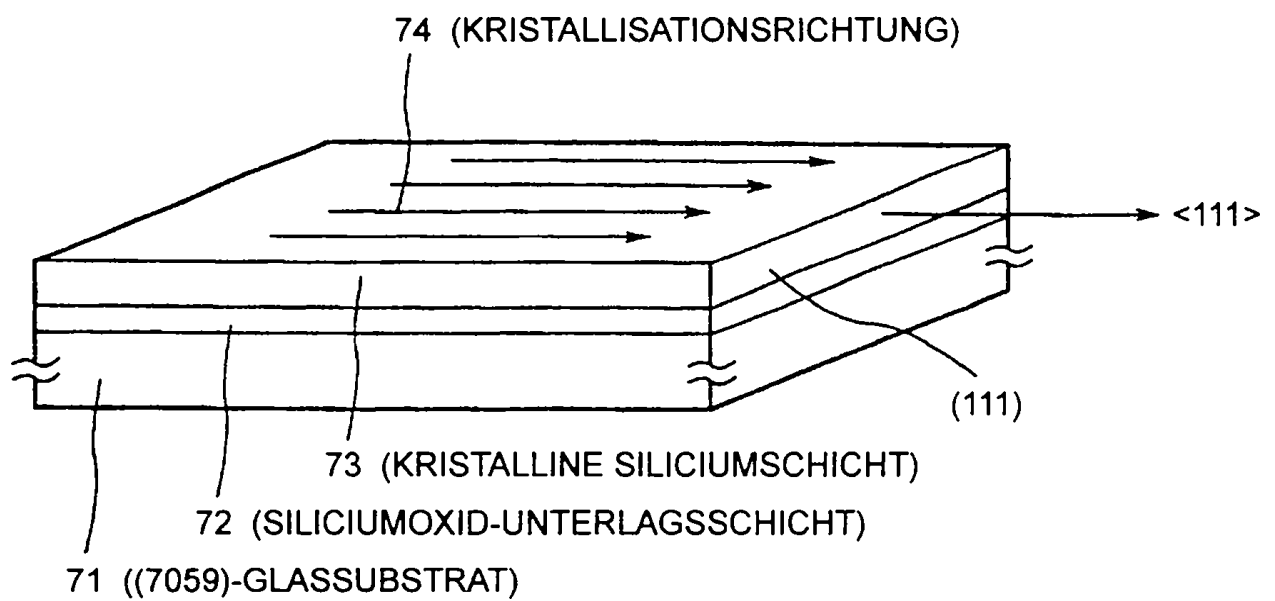 74 (KRISTALLISATIONSRICHTUNG)
<111>
(111)
73 (KRISTALLINE SILICIUMSCHICHT)
72 (SILICIUMOXID-UNTERLAGSSCHICHT)
71 ((7059)-GLASSUBSTRAT)